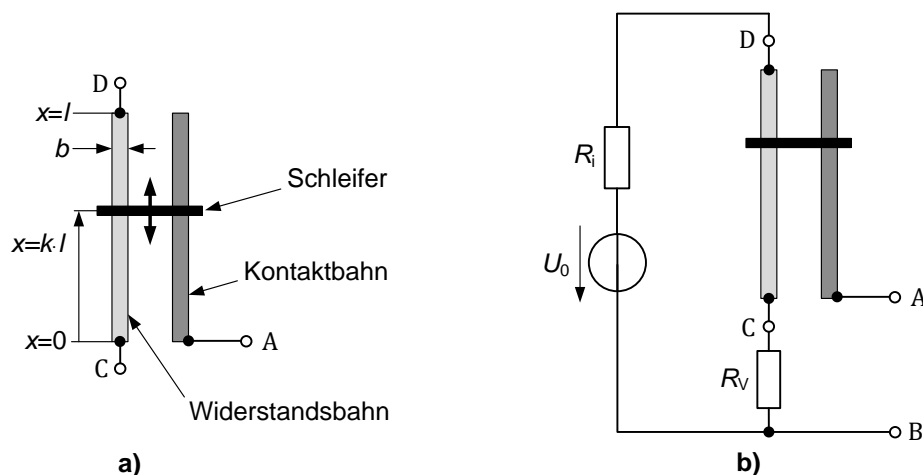 D
x=l
b
Schleifer
x=k·l
Kontaktbahn
x=0
A
C
Widerstandsbahn
a)
D
Ri
U0
A
C
RV
B
b)